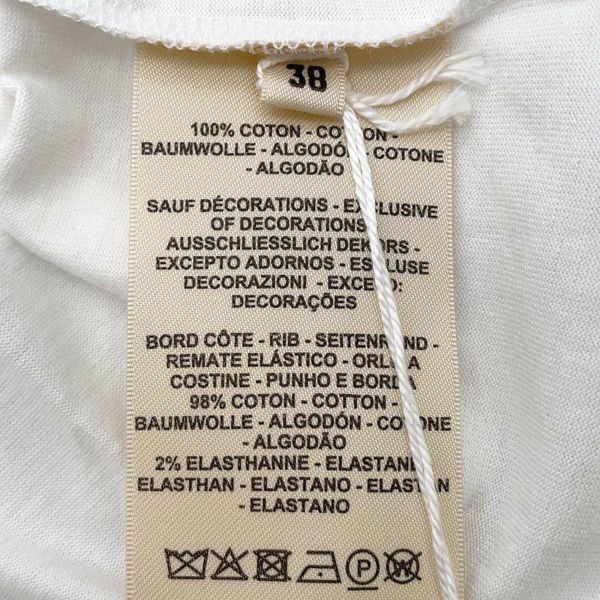 38
100% COTON - COTTON -
BAUMWOLLE - ALGODÓN - COTONE
- ALGODÃO
SAUF DÉCORATIONS - EXCLUSIVE
OF DECORATIONS
AUSSCHLIESSLICH DEKORS -
EXCEPTO ADORNOS - ESCLUSE
DECORAZIONI - EXCETO:
DECORAÇÕES
BORD CÔTE - RIB - SEITENRAND -
REMATE ELÁSTICO - ORLO A
COSTINE - PUNHO E BORDA
98% COTON - COTTON -
BAUMWOLLE - ALGODÓN - COTONE
- ALGODÃO
2% ELASTHANNE - ELASTANE
ELASTHAN - ELASTANO - ELASTAN
- ELASTANO
P W